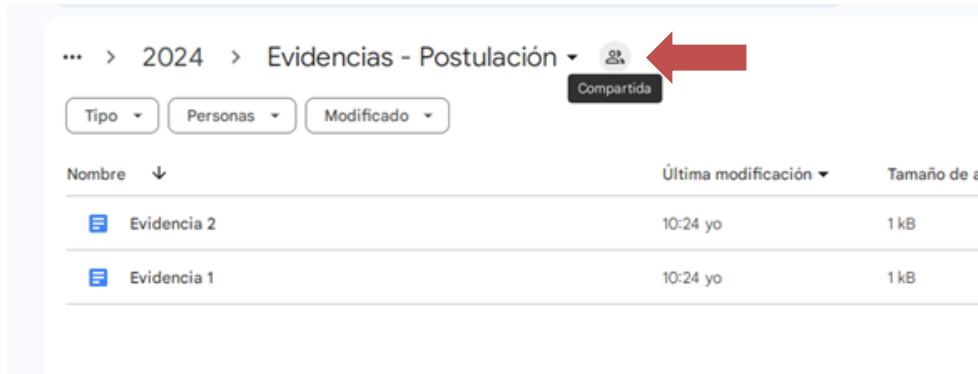 ... > 2024 > Evidencias - Postulación
Compartida
Tipo Personas Modificado
Nombre Última modificación Tamaño de a
Evidencia 2 10:24 yo 1 kB
Evidencia 1 10:24 yo 1 kB